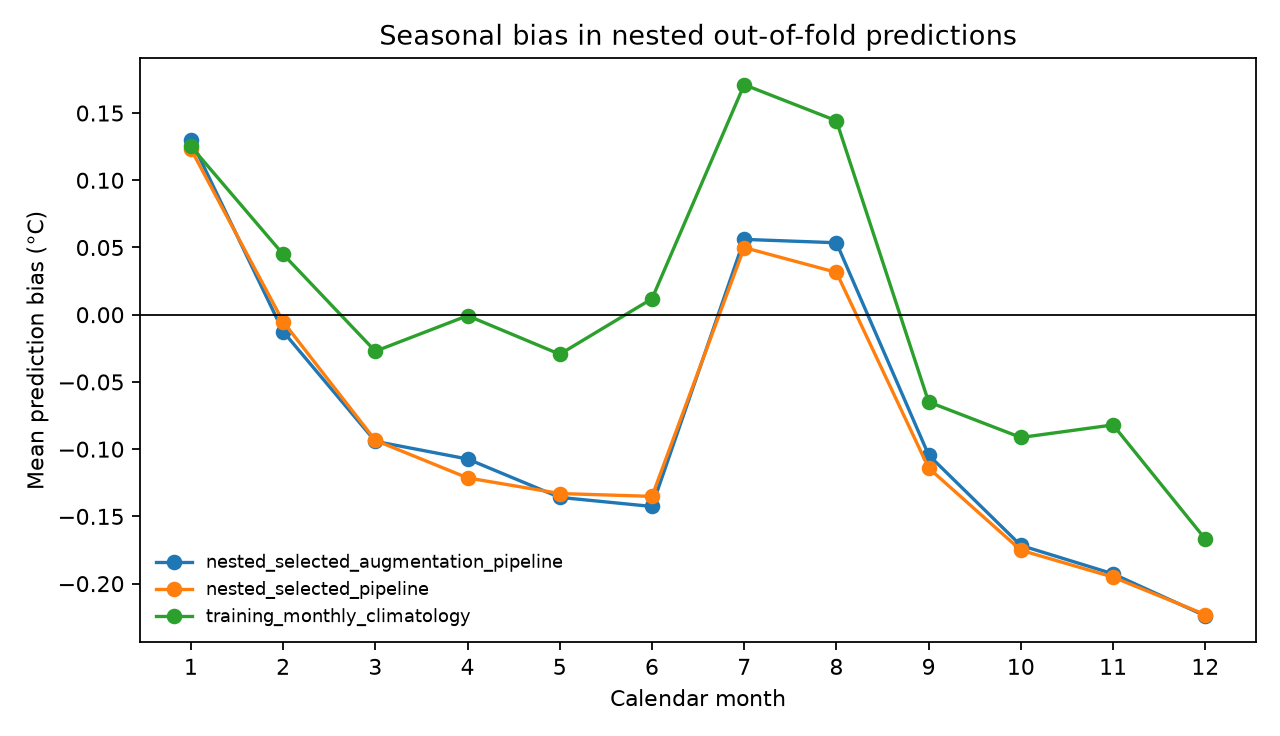 Seasonal bias in nested out-of-fold predictions
Mean prediction bias (°C)
0.15
0.10
0.05
0.00
−0.05
−0.10
−0.15
−0.20
nested_selected_augmentation_pipeline
nested_selected_pipeline
training_monthly_climatology
1 2 3 4 5 6 7 8 9 10 11 12
Calendar month